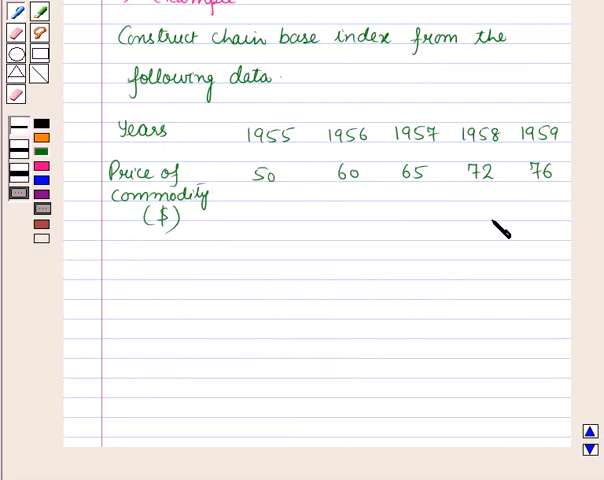 example
Construct chain base index from the
following data.
Years 1955 1956 1957 1958 1959
Price of 50 60 65 72 76
commodity
($)